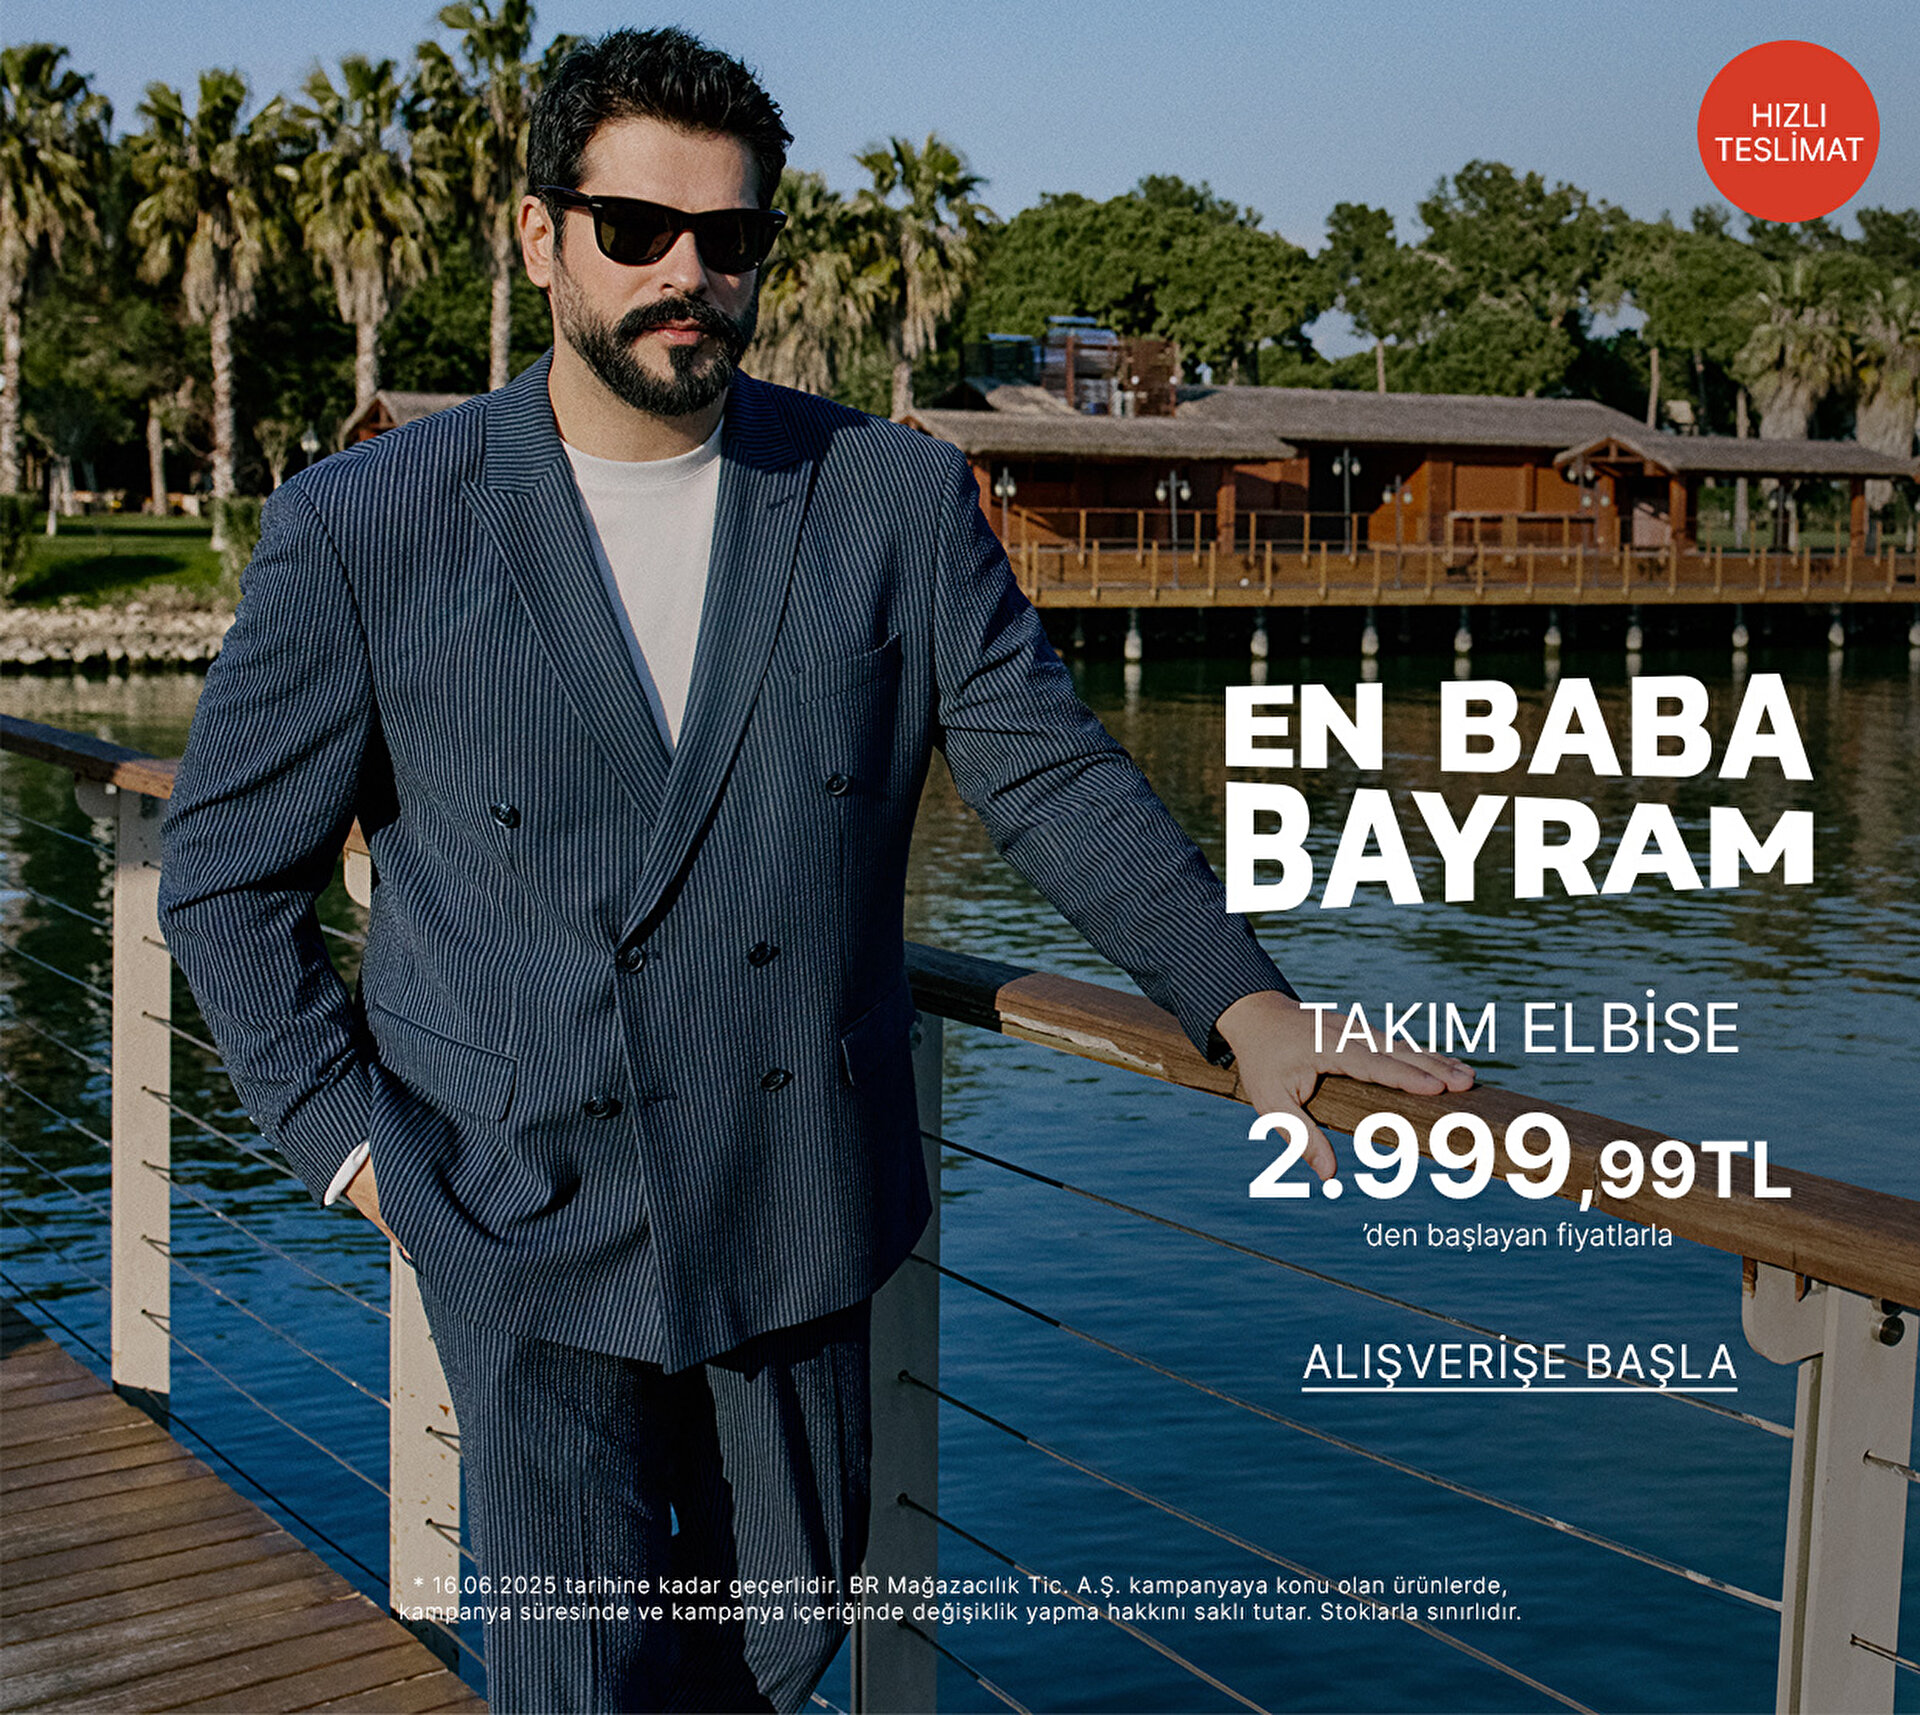 HIZLI
TESLİMAT
EN BABA
BAYRAM
TAKIM ELBİSE
2.999,99TL
’den başlayan fiyatlarla
ALIŞVERİŞE BAŞLA
* 16.06.2025 tarihine kadar geçerlidir. BR Mağazacılık Tic. A.Ş. kampanyaya konu olan ürünlerde,
kampanya süresinde ve kampanya içeriğinde değişiklik yapma hakkını saklı tutar. Stoklarla sınırlıdır.